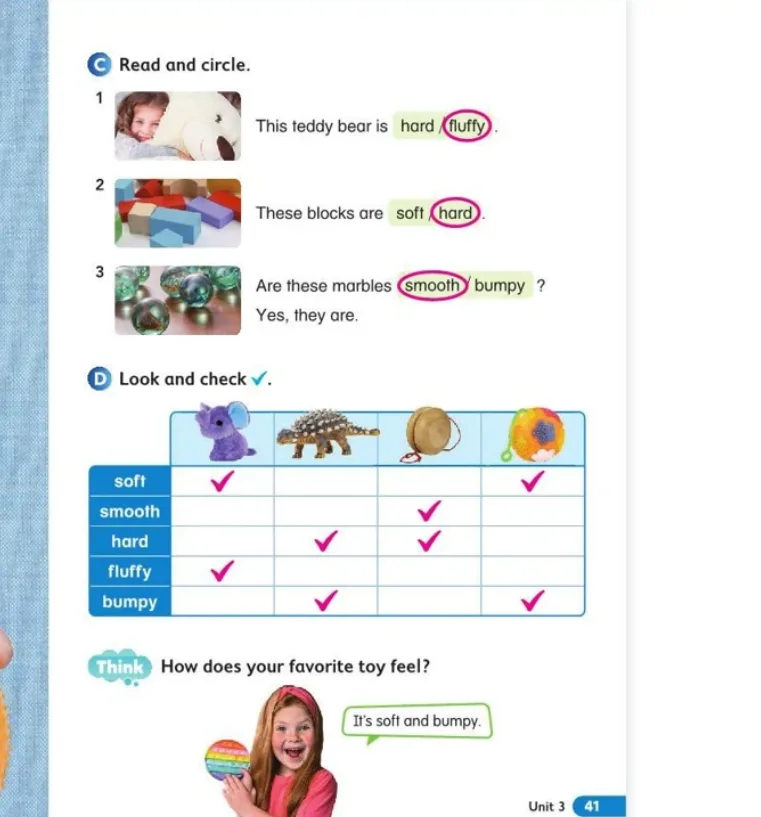 C Read and circle.
1
This teddy bear is hard / fluffy .
2
These blocks are soft / hard .
3
Are these marbles smooth / bumpy ?
Yes, they are.
D Look and check ✓.
soft
smooth
hard
fluffy
bumpy
Think How does your favorite toy feel?
It's soft and bumpy.
Unit 3 41